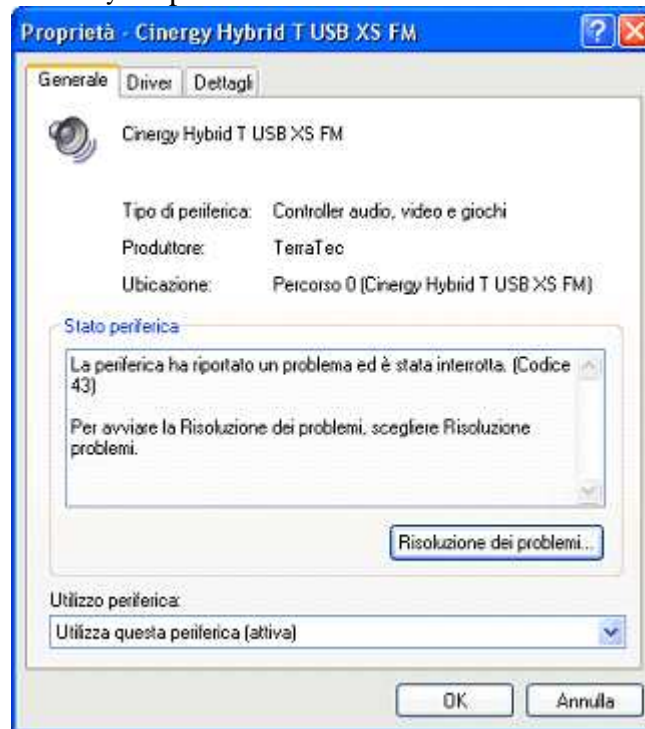 Proprietà - Cinergy Hybrid T USB XS FM
Generale Driver Dettagli
Cinergy Hybrid T USB XS FM
Tipo di periferica: Controller audio, video e giochi
Produttore: TerraTec
Ubicazione: Percorso 0 (Cinergy Hybrid T USB XS FM)
Stato periferica
La periferica ha riportato un problema ed è stata interrotta. (Codice
43)
Per avviare la Risoluzione dei problemi, scegliere Risoluzione
problemi.
Risoluzione dei problemi...
Utilizzo periferica:
Utilizza questa periferica (attiva)
OK Annulla